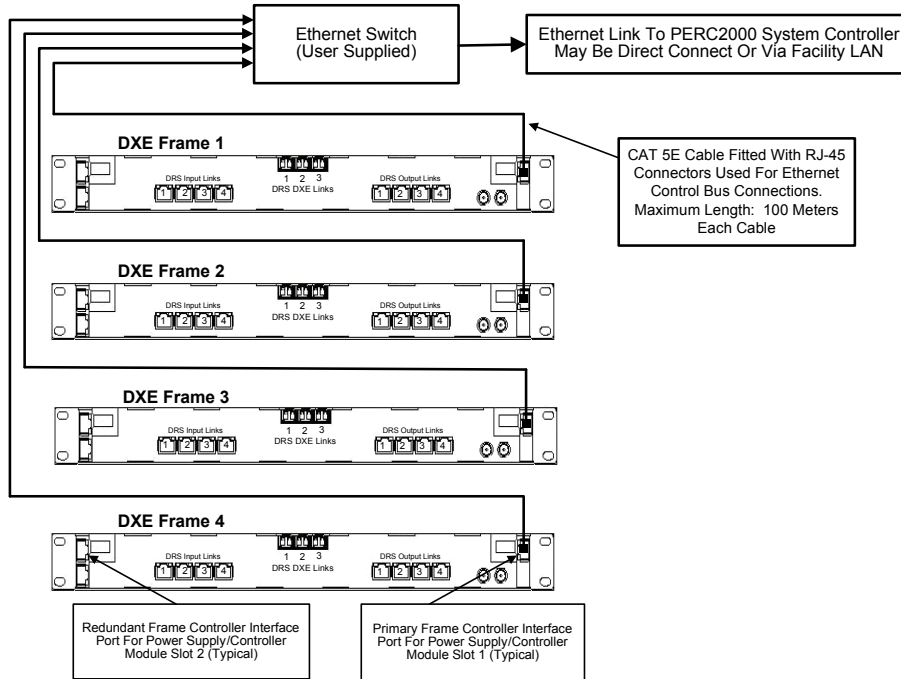 Ethernet Switch
(User Supplied)
Ethernet Link To PERC2000 System Controller
May Be Direct Connect Or Via Facility LAN
CAT 5E Cable Fitted With RJ-45
Connectors Used For Ethernet
Control Bus Connections.
Maximum Length:  100 Meters
Each Cable
DXE Frame 1
DRS Input Links
1 2 3 4
1 2 3
DRS DXE Links
DRS Output Links
1 2 3 4
DXE Frame 2
DRS Input Links
1 2 3 4
1 2 3
DRS DXE Links
DRS Output Links
1 2 3 4
DXE Frame 3
DRS Input Links
1 2 3 4
1 2 3
DRS DXE Links
DRS Output Links
1 2 3 4
DXE Frame 4
DRS Input Links
1 2 3 4
1 2 3
DRS DXE Links
DRS Output Links
1 2 3 4
Redundant Frame Controller Interface
Port For Power Supply/Controller
Module Slot 2 (Typical)
Primary Frame Controller Interface
Port For Power Supply/Controller
Module Slot 1 (Typical)